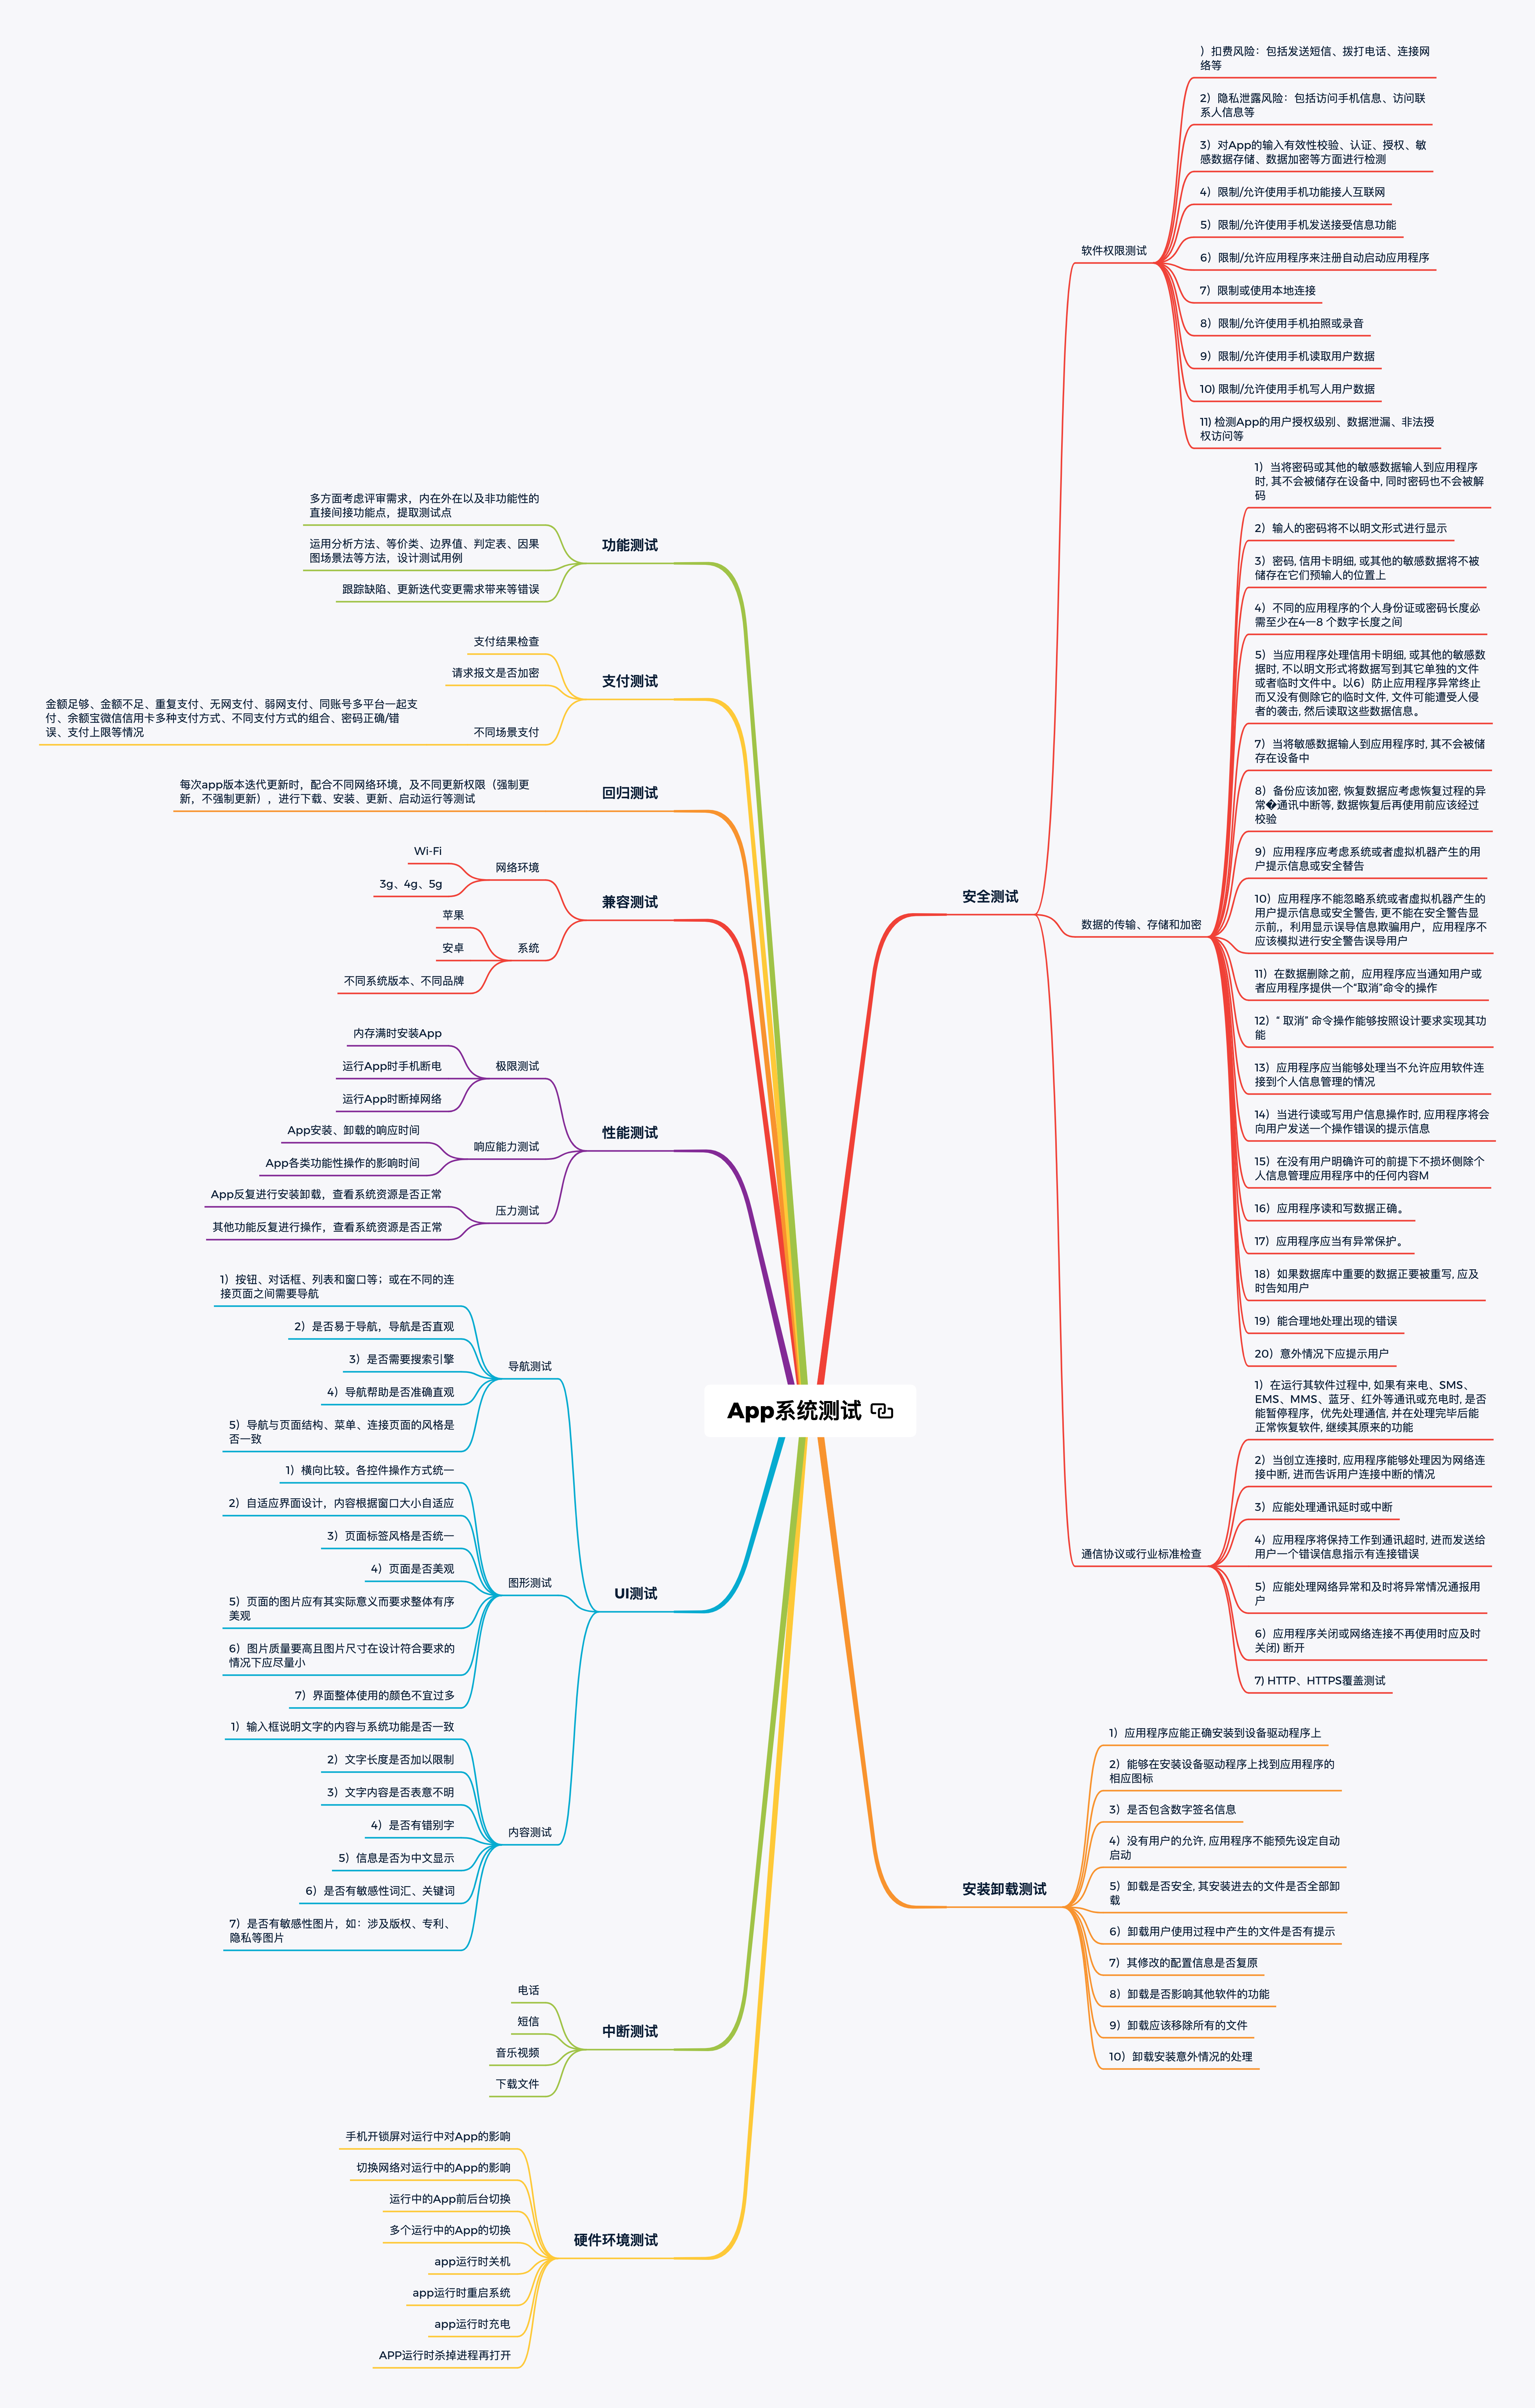 App系统测试
安全测试
软件权限测试
）扣费风险：包括发送短信、拨打电话、连接网
络等
2）隐私泄露风险：包括访问手机信息、访问联
系人信息等
3）对App的输入有效性校验、认证、授权、敏
感数据存储、数据加密等方面进行检测
4）限制/允许使用手机功能接人互联网
5）限制/允许使用手机发送接受信息功能
6）限制/允许应用程序来注册自动启动应用程序
7）限制或使用本地连接
8）限制/允许使用手机拍照或录音
9）限制/允许使用手机读取用户数据
10) 限制/允许使用手机写人用户数据
11) 检测App的用户授权级别、数据泄漏、非法授
权访问等
数据的传输、存储和加密
1）当将密码或其他的敏感数据输人到应用程序
时, 其不会被储存在设备中, 同时密码也不会被解
码
2）输人的密码将不以明文形式进行显示
3）密码, 信用卡明细, 或其他的敏感数据将不被
储存在它们预输人的位置上
4）不同的应用程序的个人身份证或密码长度必
需至少在4一8 个数字长度之间
5）当应用程序处理信用卡明细, 或其他的敏感数
据时, 不以明文形式将数据写到其它单独的文件
或者临时文件中。以6）防止应用程序异常终止
而又没有侧除它的临时文件, 文件可能遭受人侵
者的袭击, 然后读取这些数据信息。
7）当将敏感数据输人到应用程序时, 其不会被储
存在设备中
8）备份应该加密, 恢复数据应考虑恢复过程的异
常�通讯中断等, 数据恢复后再使用前应该经过
校验
9）应用程序应考虑系统或者虚拟机器产生的用
户提示信息或安全替告
10）应用程序不能忽略系统或者虚拟机器产生的
用户提示信息或安全警告, 更不能在安全警告显
示前,，利用显示误导信息欺骗用户，应用程序不
应该模拟进行安全警告误导用户
11）在数据删除之前，应用程序应当通知用户或
者应用程序提供一个“取消”命令的操作
12）“ 取消” 命令操作能够按照设计要求实现其功
能
13）应用程序应当能够处理当不允许应用软件连
接到个人信息管理的情况
14）当进行读或写用户信息操作时, 应用程序将会
向用户发送一个操作错误的提示信息
15）在没有用户明确许可的前提下不损坏侧除个
人信息管理应用程序中的任何内容M
16）应用程序读和写数据正确。
17）应用程序应当有异常保护。
18）如果数据库中重要的数据正要被重写, 应及
时告知用户
19）能合理地处理出现的错误
20）意外情况下应提示用户
通信协议或行业标准检查
1）在运行其软件过程中, 如果有来电、SMS、
EMS、MMS、蓝牙、红外等通讯或充电时, 是否
能暂停程序，优先处理通信, 并在处理完毕后能
正常恢复软件, 继续其原来的功能
2）当创立连接时, 应用程序能够处理因为网络连
接中断, 进而告诉用户连接中断的情况
3）应能处理通讯延时或中断
4）应用程序将保持工作到通讯超时, 进而发送给
用户一个错误信息指示有连接错误
5）应能处理网络异常和及时将异常情况通报用
户
6）应用程序关闭或网络连接不再使用时应及时
关闭) 断开
7) HTTP、HTTPS覆盖测试
安装卸载测试
1）应用程序应能正确安装到设备驱动程序上
2）能够在安装设备驱动程序上找到应用程序的
相应图标
3）是否包含数字签名信息
4）没有用户的允许, 应用程序不能预先设定自动
启动
5）卸载是否安全, 其安装进去的文件是否全部卸
载
6）卸载用户使用过程中产生的文件是否有提示
7）其修改的配置信息是否复原
8）卸载是否影响其他软件的功能
9）卸载应该移除所有的文件
10）卸载安装意外情况的处理
功能测试
多方面考虑评审需求，内在外在以及非功能性的
直接间接功能点，提取测试点
运用分析方法、等价类、边界值、判定表、因果
图场景法等方法，设计测试用例
跟踪缺陷、更新迭代变更需求带来等错误
支付测试
支付结果检查
请求报文是否加密
不同场景支付
金额足够、金额不足、重复支付、无网支付、弱网支付、同账号多平台一起支
付、余额宝微信信用卡多种支付方式、不同支付方式的组合、密码正确/错
误、支付上限等情况
回归测试
每次app版本迭代更新时，配合不同网络环境，及不同更新权限（强制更
新，不强制更新），进行下载、安装、更新、启动运行等测试
兼容测试
网络环境
Wi-Fi
3g、4g、5g
系统
苹果
安卓
不同系统版本、不同品牌
性能测试
极限测试
内存满时安装App
运行App时手机断电
运行App时断掉网络
响应能力测试
App安装、卸载的响应时间
App各类功能性操作的影响时间
压力测试
App反复进行安装卸载，查看系统资源是否正常
其他功能反复进行操作，查看系统资源是否正常
UI测试
导航测试
1）按钮、对话框、列表和窗口等；或在不同的连
接页面之间需要导航
2）是否易于导航，导航是否直观
3）是否需要搜索引擎
4）导航帮助是否准确直观
5）导航与页面结构、菜单、连接页面的风格是
否一致
图形测试
1）横向比较。各控件操作方式统一
2）自适应界面设计，内容根据窗口大小自适应
3）页面标签风格是否统一
4）页面是否美观
5）页面的图片应有其实际意义而要求整体有序
美观
6）图片质量要高且图片尺寸在设计符合要求的
情况下应尽量小
7）界面整体使用的颜色不宜过多
内容测试
1）输入框说明文字的内容与系统功能是否一致
2）文字长度是否加以限制
3）文字内容是否表意不明
4）是否有错别字
5）信息是否为中文显示
6）是否有敏感性词汇、关键词
7）是否有敏感性图片，如：涉及版权、专利、
隐私等图片
中断测试
电话
短信
音乐视频
下载文件
硬件环境测试
手机开锁屏对运行中对App的影响
切换网络对运行中的App的影响
运行中的App前后台切换
多个运行中的App的切换
app运行时关机
app运行时重启系统
app运行时充电
APP运行时杀掉进程再打开